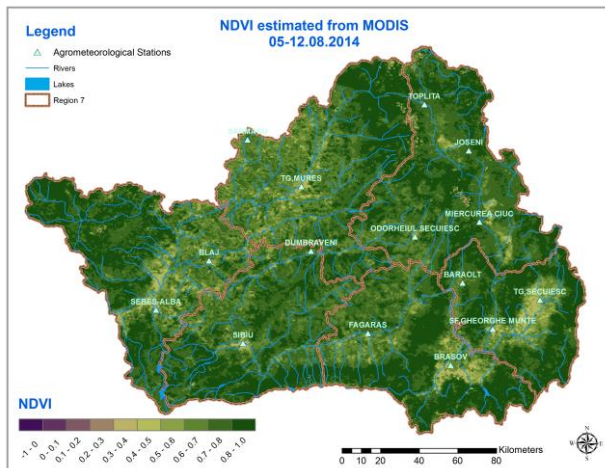 NDVI estimated from MODIS
05-12.08.2014
Legend
Agrometeorological Stations
Rivers
Lakes
Region 7
TOPLITA
JOSENI
TG.MURES
MIERCUREA CIUC
ODORHEIUL SECUIESC
DUMBRAVENI
BLAJ
BARAOLT
TG.SECUIESC
SEBES-ALBA
SF.GHEORGHE MUNTE
FAGARAS
SIBIU
BRASOV
NDVI
-1 - 0
0 - 0.1
0.1 - 0.2
0.2 - 0.3
0.3 - 0.4
0.4 - 0.5
0.5 - 0.6
0.6 - 0.7
0.7 - 0.8
0.8 - 1.0
Kilometers
0 10 20 40 60 80
N
W E
S